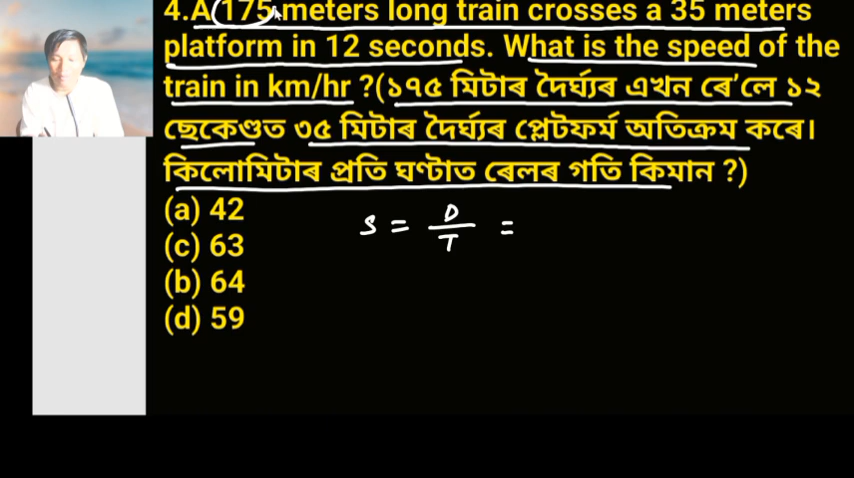 4.A 175 meters long train crosses a 35 meters
platform in 12 seconds. What is the speed of the
train in km/hr ?(১৭৫ মিটাৰ দৈৰ্ঘ্যৰ এখন ৰে'লে ১২
ছেকেণ্ডত ৩৫ মিটাৰ দৈৰ্ঘ্যৰ প্লেটফৰ্ম অতিক্ৰম কৰে।
কিলোমিটাৰ প্ৰতি ঘণ্টাত ৰেলৰ গতি কিমান ?)
(a) 42
(c) 63
(b) 64
(d) 59
S = D/T =